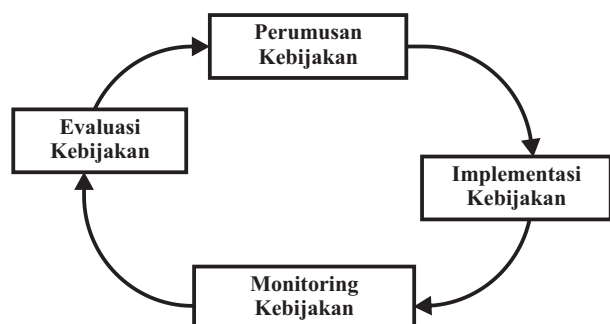 Perumusan
Kebijakan
Evaluasi
Kebijakan
Implementasi
Kebijakan
Monitoring
Kebijakan